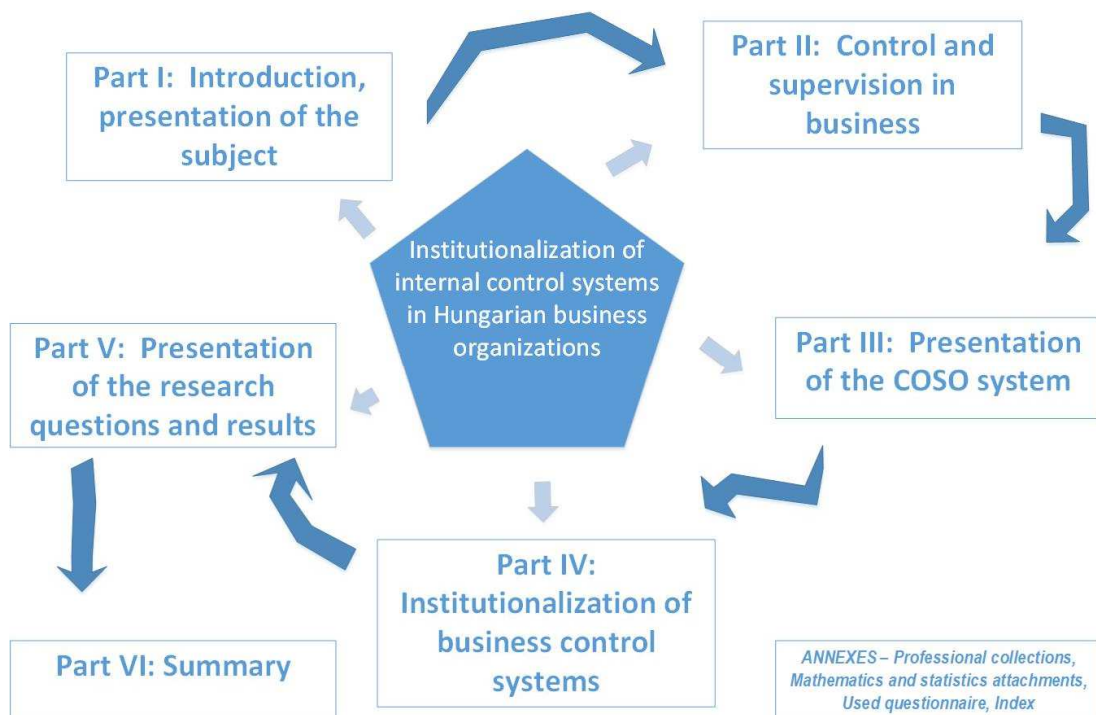 Part I:  Introduction,
presentation of the
subject
Part II:  Control and
supervision in
business
Institutionalization of
internal control systems
in Hungarian business
organizations
Part III:  Presentation
of the COSO system
Part IV:
Institutionalization of
business control
systems
Part V:  Presentation
of the research
questions and results
Part VI: Summary
ANNEXES – Professional collections,
Mathematics and statistics attachments,
Used questionnaire, Index